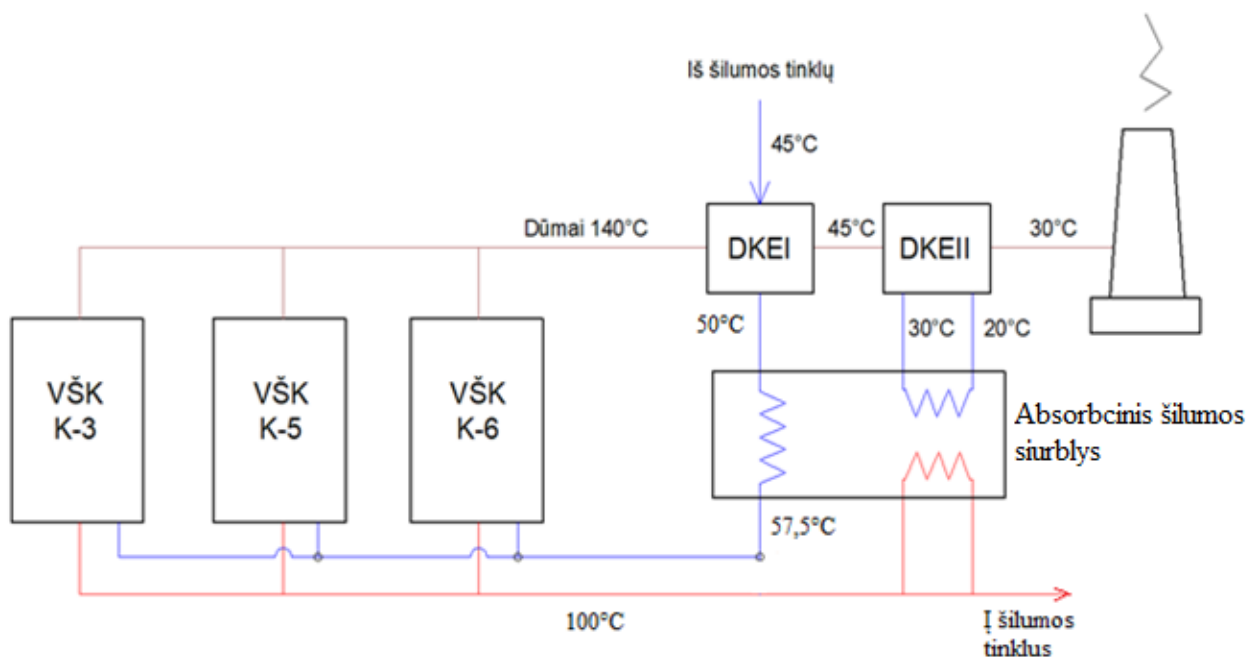 Iš šilumos tinklų
45°C
Dūmai 140°C
DKEI
45°C
DKEII
30°C
50°C
30°C
20°C
VŠK
K-3
VŠK
K-5
VŠK
K-6
Absorbcinis šilumos
siurblys
57,5°C
100°C
Į šilumos
tinklus